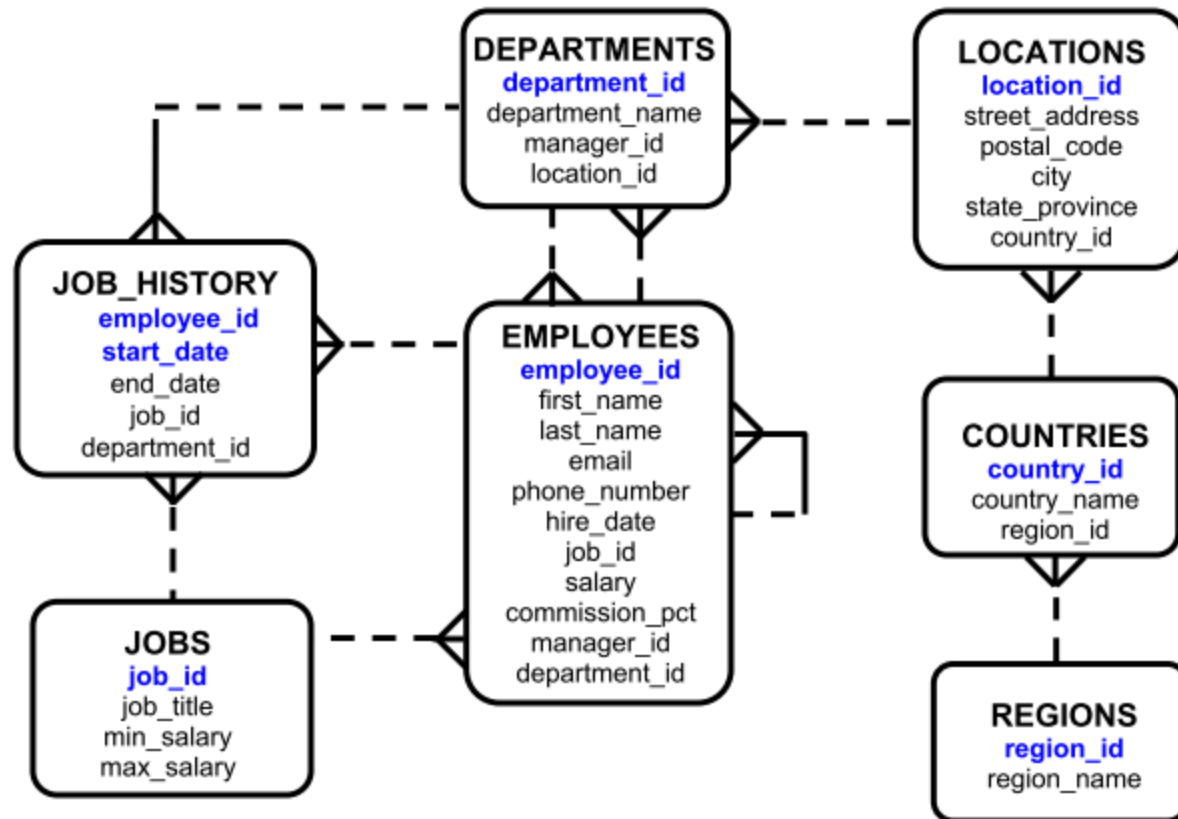 DEPARTMENTS
department_id
department_name
manager_id
location_id
LOCATIONS
location_id
street_address
postal_code
city
state_province
country_id
JOB_HISTORY
employee_id
start_date
end_date
job_id
department_id
EMPLOYEES
employee_id
first_name
last_name
email
phone_number
hire_date
job_id
salary
commission_pct
manager_id
department_id
COUNTRIES
country_id
country_name
region_id
JOBS
job_id
job_title
min_salary
max_salary
REGIONS
region_id
region_name